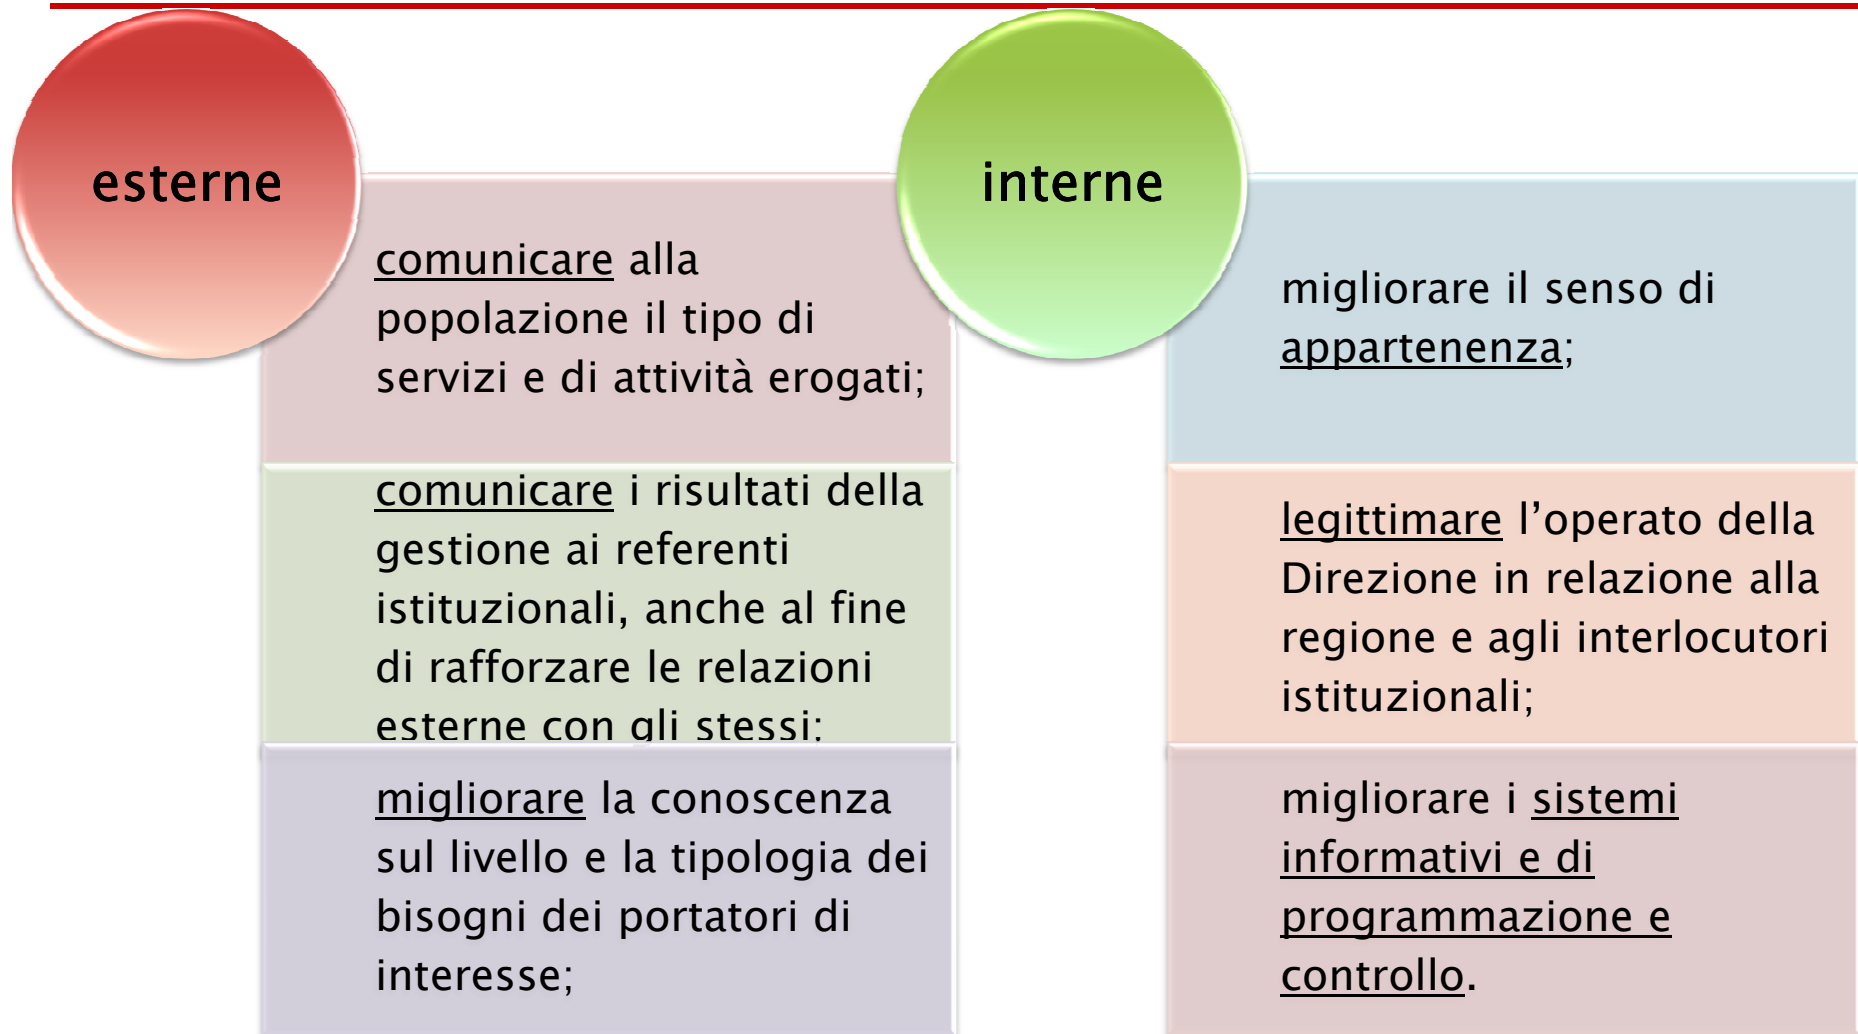 esterne
comunicare alla
popolazione il tipo di
servizi e di attività erogati;
comunicare i risultati della
gestione ai referenti
istituzionali, anche al fine
di rafforzare le relazioni
esterne con gli stessi;
migliorare la conoscenza
sul livello e la tipologia dei
bisogni dei portatori di
interesse;
interne
migliorare il senso di
appartenenza;
legittimare l’operato della
Direzione in relazione alla
regione e agli interlocutori
istituzionali;
migliorare i sistemi
informativi e di
programmazione e
controllo.